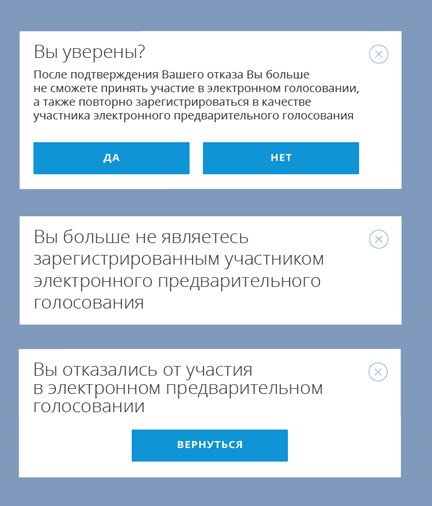 Вы уверены?
После подтверждения Вашего отказа Вы больше
не сможете принять участие в электронном голосовании,
а также повторно зарегистрироваться в качестве
участника электронного предварительного голосования
ДА
НЕТ
Вы больше не являетесь
зарегистрированным участником
электронного предварительного
голосования
Вы отказались от участия
в электронном предварительном
голосовании
ВЕРНУТЬСЯ